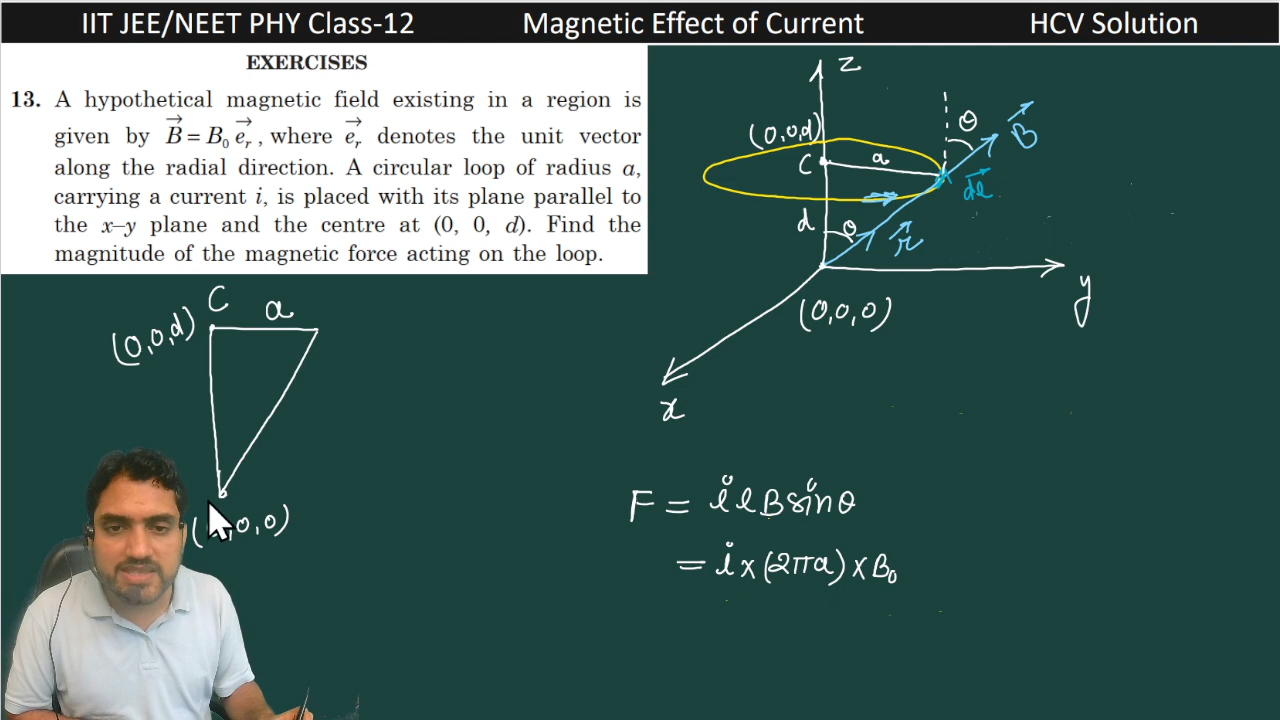 IIT JEE/NEET PHY Class-12 Magnetic Effect of Current HCV Solution
EXERCISES
13. A hypothetical magnetic field existing in a region is
given by B⃗ = B₀ e⃗ᵣ, where e⃗ᵣ denotes the unit vector
along the radial direction. A circular loop of radius a,
carrying a current i, is placed with its plane parallel to
the x–y plane and the centre at (0, 0, d). Find the
magnitude of the magnetic force acting on the loop.
z
(0,0,d)
θ
B⃗
C
a
dl⃗
d
θ
r⃗
(0,0,0)
y
x
C
a
(0,0,d)
,0,0)
F = i l B sin θ
= i × (2πa) × B₀